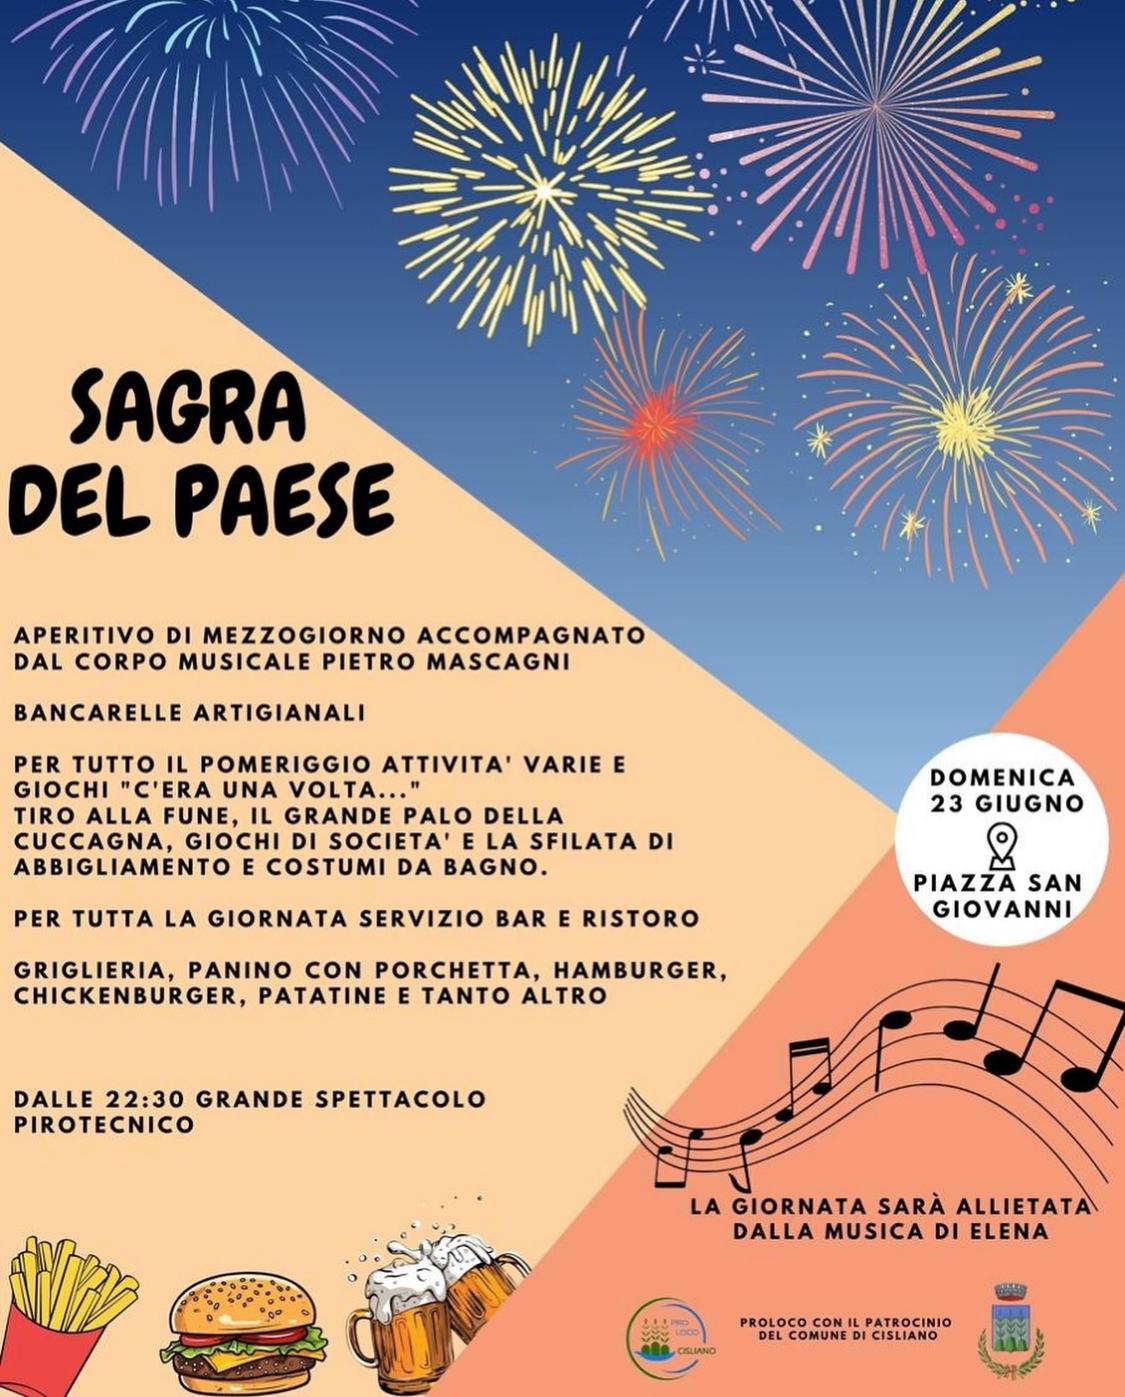 SAGRA
DEL PAESE
APERITIVO DI MEZZOGIORNO ACCOMPAGNATO
DAL CORPO MUSICALE PIETRO MASCAGNI
BANCARELLE ARTIGIANALI
PER TUTTO IL POMERIGGIO ATTIVITA' VARIE E
GIOCHI "C'ERA UNA VOLTA..."
TIRO ALLA FUNE, IL GRANDE PALO DELLA
CUCCAGNA, GIOCHI DI SOCIETA' E LA SFILATA DI
ABBIGLIAMENTO E COSTUMI DA BAGNO.
PER TUTTA LA GIORNATA SERVIZIO BAR E RISTORO
GRIGLIERIA, PANINO CON PORCHETTA, HAMBURGER,
CHICKENBURGER, PATATINE E TANTO ALTRO
DALLE 22:30 GRANDE SPETTACOLO
PIROTECNICO
DOMENICA
23 GIUGNO
PIAZZA SAN
GIOVANNI
LA GIORNATA SARÀ ALLIETATA
DALLA MUSICA DI ELENA
PRO
LOCO
CISLIANO
PROLOCO CON IL PATROCINIO
DEL COMUNE DI CISLIANO